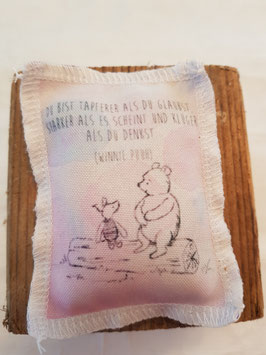 DU BIST TAPFERER ALS DU GLAUBST,
STÄRKER ALS ES SCHEINT UND KLÜGER
ALS DU DENKST
(WINNIE PUUH)